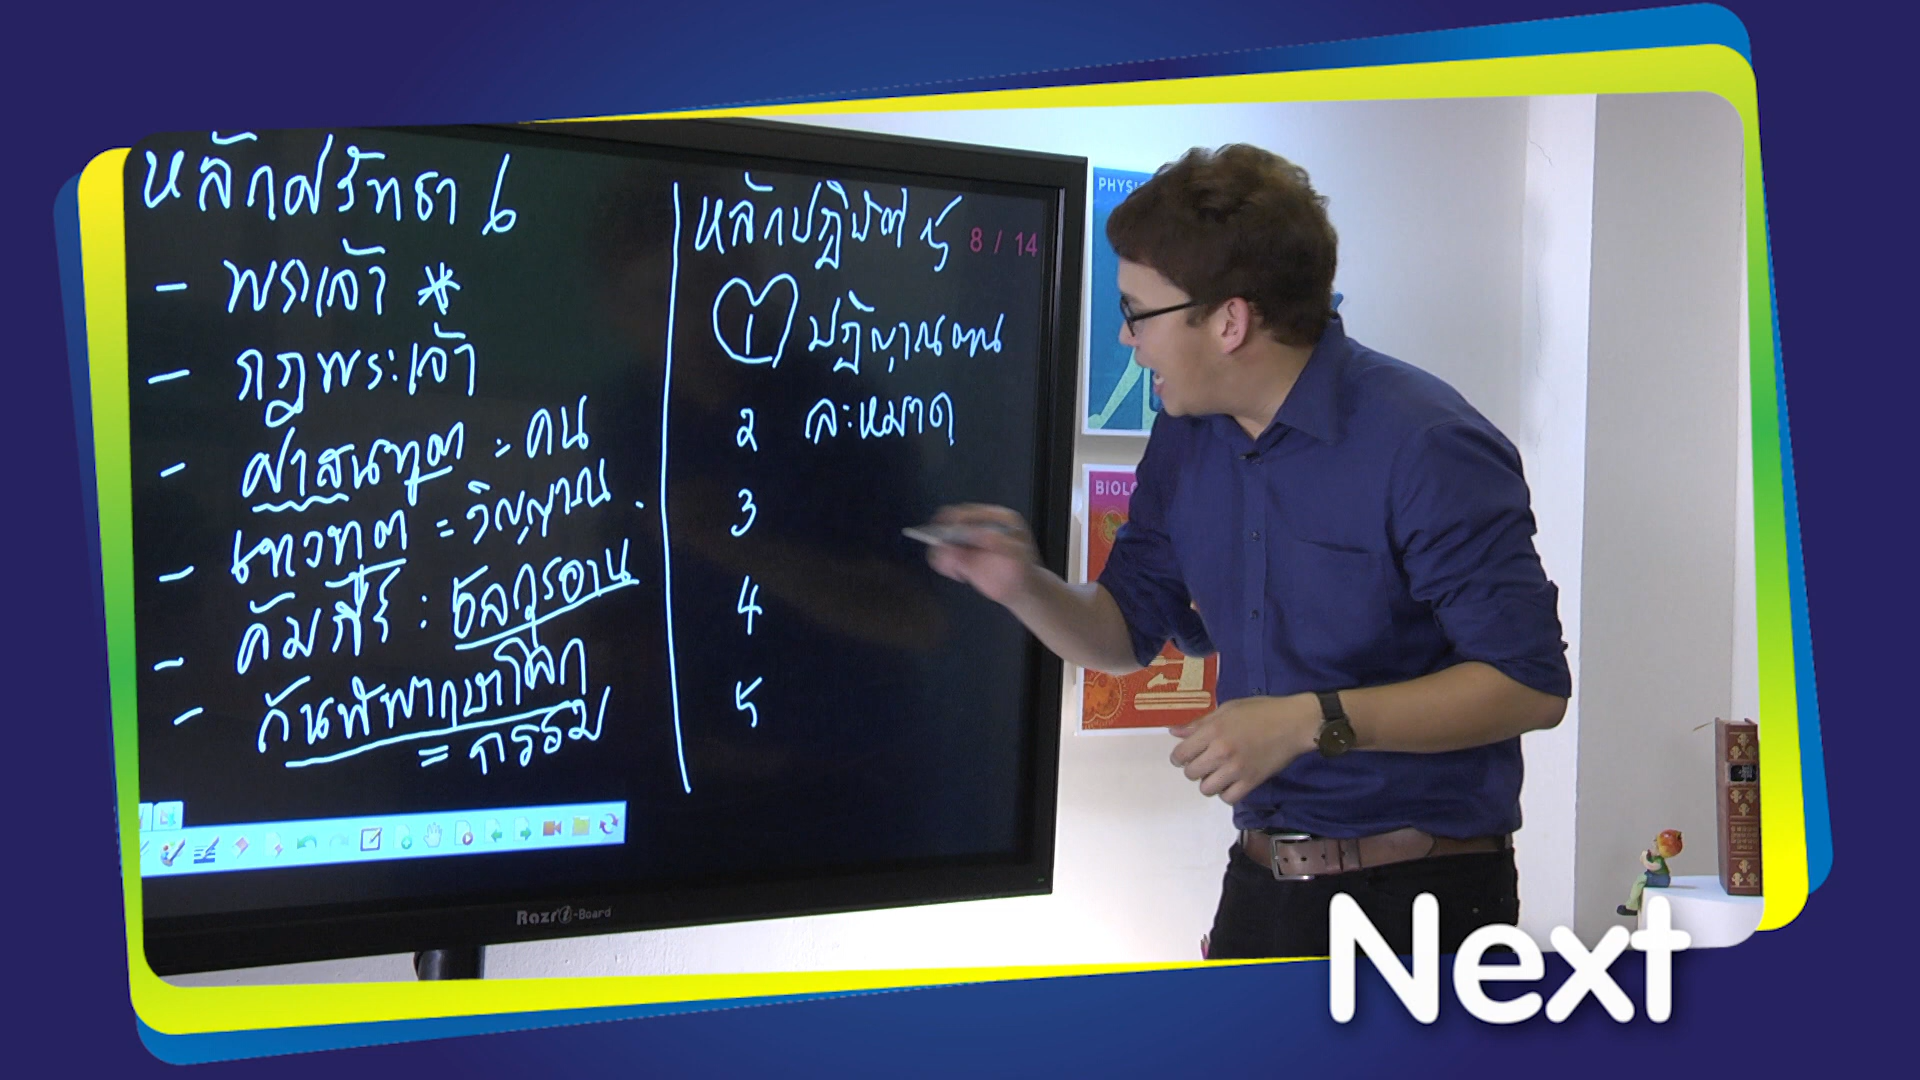 หลักศรัทธา 6
- พระเจ้า *
- กฎพระเจ้า
- ศาสนทูต = คน
- เทวทูต = วิญญาณ
- คัมภีร์ : อัลกุรอาน
- วันพิพากษาโลก
= กรรม
หลักปฏิบัติ 5
8 / 14
1 ปฏิญาณตน
2 ละหมาด
3
4
5
PHYSI
BIOLO
Razr i-Board
Next